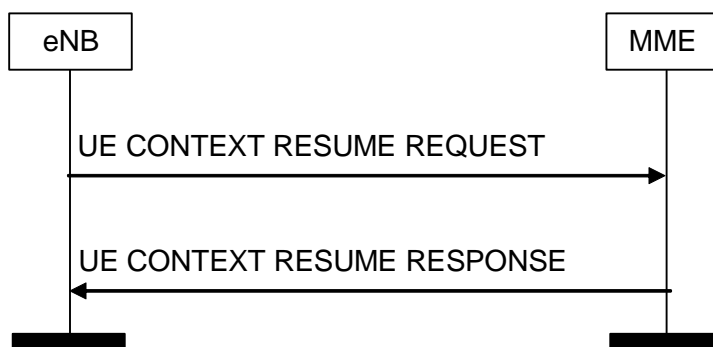 eNB
MME
UE CONTEXT RESUME REQUEST
UE CONTEXT RESUME RESPONSE